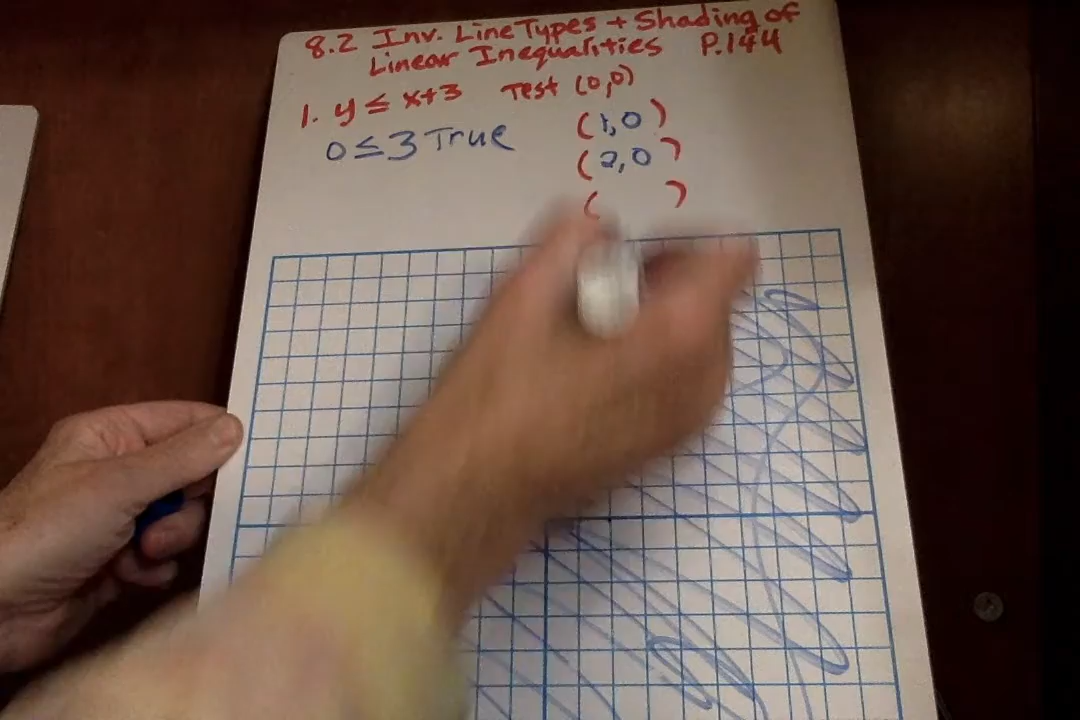 8.2 Inv. Line Types + Shading of
Linear Inequalities P.144
1. y ≤ x+3 Test (0,0)
0 ≤ 3 True (1,0)
(2,0)
( )